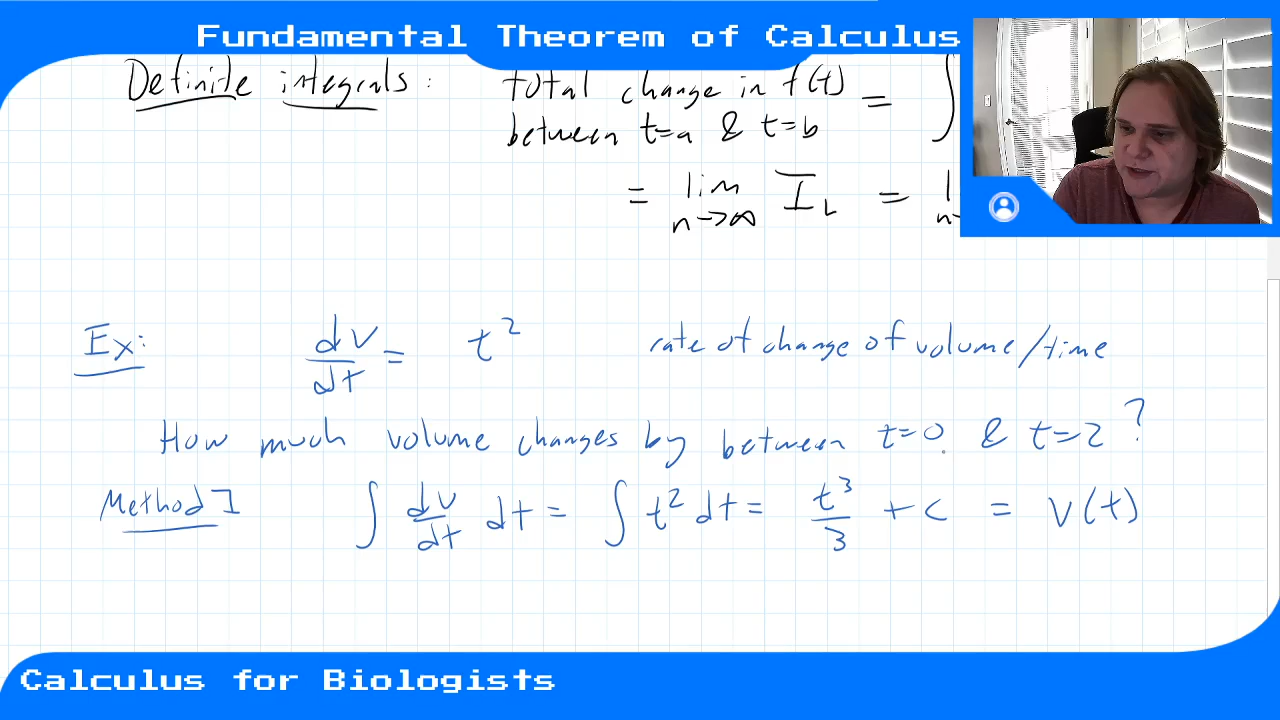 Fundamental Theorem of Calculus
Definite integrals: total change in f(t) = ∫
between t=a & t=b
= lim n→∞ I_L = 
Ex: dV/dt = t² rate of change of volume/time
How much volume changes by between t=0 & t=2?
Method I ∫ dV/dt dt = ∫ t² dt = t³/3 + C = V(t)
Calculus for Biologists